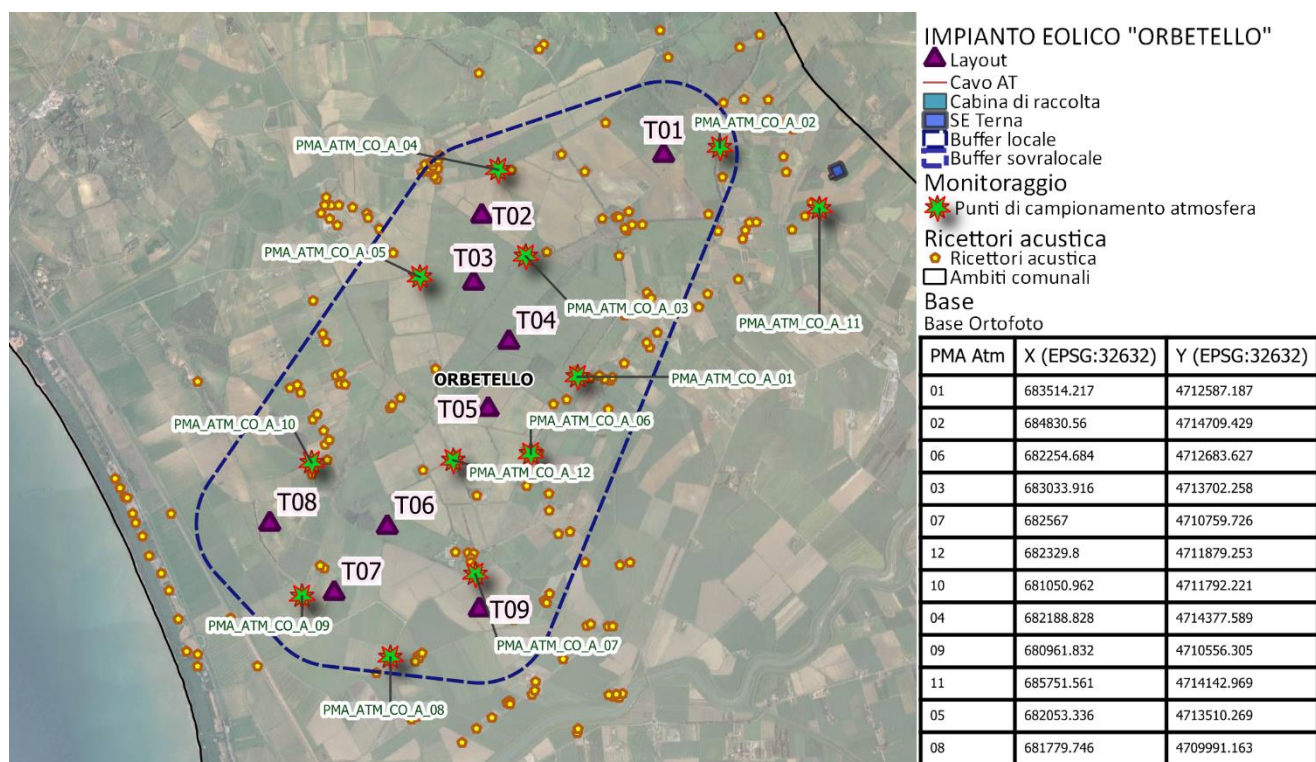 PMA_ATM_CO_A_02
T01
PMA_ATM_CO_A_04
T02
PMA_ATM_CO_A_05
T03
PMA_ATM_CO_A_03
T04
PMA_ATM_CO_A_11
ORBETELLO
PMA_ATM_CO_A_01
T05
PMA_ATM_CO_A_06
PMA_ATM_CO_A_10
PMA_ATM_CO_A_12
T08
T06
T07
T09
PMA_ATM_CO_A_09
PMA_ATM_CO_A_07
PMA_ATM_CO_A_08
IMPIANTO EOLICO "ORBETELLO"
Layout
Cavo AT
Cabina di raccolta
SE Terna
Buffer locale
Buffer sovralocale
Monitoraggio
Punti di campionamento atmosfera
Ricettori acustica
Ricettori acustica
Ambiti comunali
Base
Base Ortofoto
PMA Atm X (EPSG:32632) Y (EPSG:32632)
01 683514.217 4712587.187
02 684830.56 4714709.429
06 682254.684 4712683.627
03 683033.916 4713702.258
07 682567 4710759.726
12 682329.8 4711879.253
10 681050.962 4711792.221
04 682188.828 4714377.589
09 680961.832 4710556.305
11 685751.561 4714142.969
05 682053.336 4713510.269
08 681779.746 4709991.163